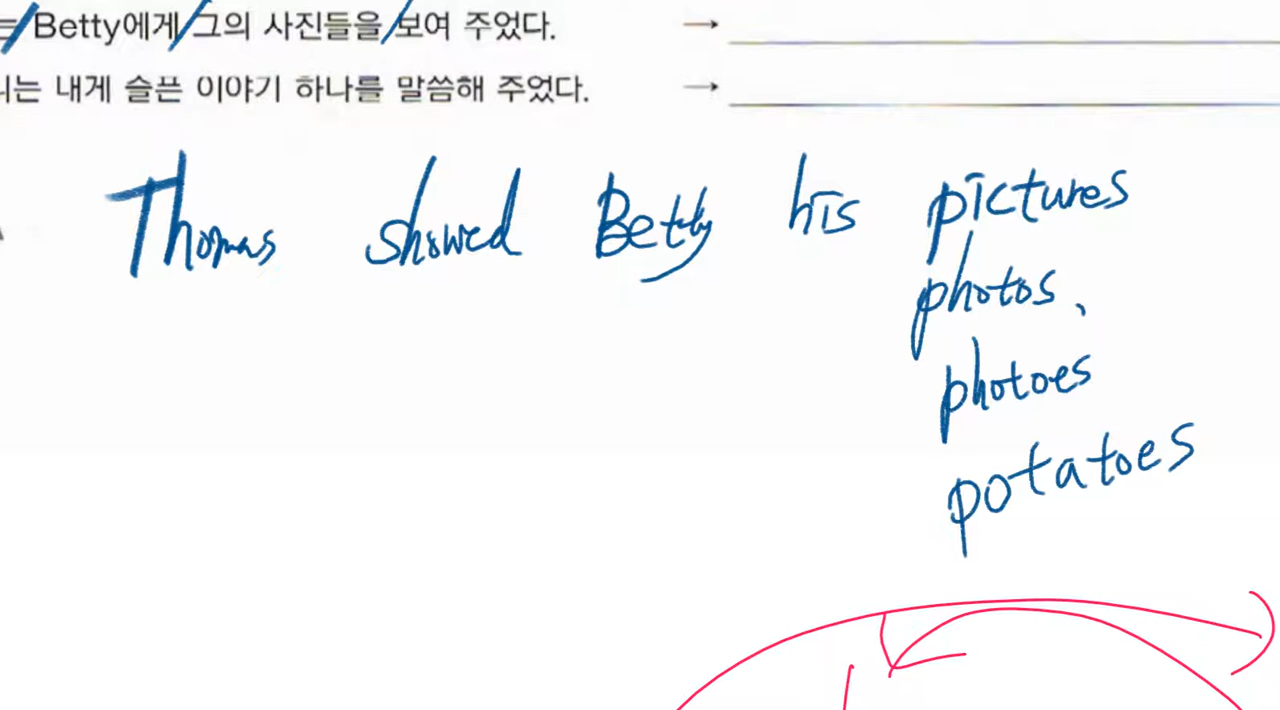 Betty에게 그의 사진들을 보여 주었다. →
는 내게 슬픈 이야기 하나를 말씀해 주었다. →
Thomas showed Betty his pictures
photos,
photoes
potatoes